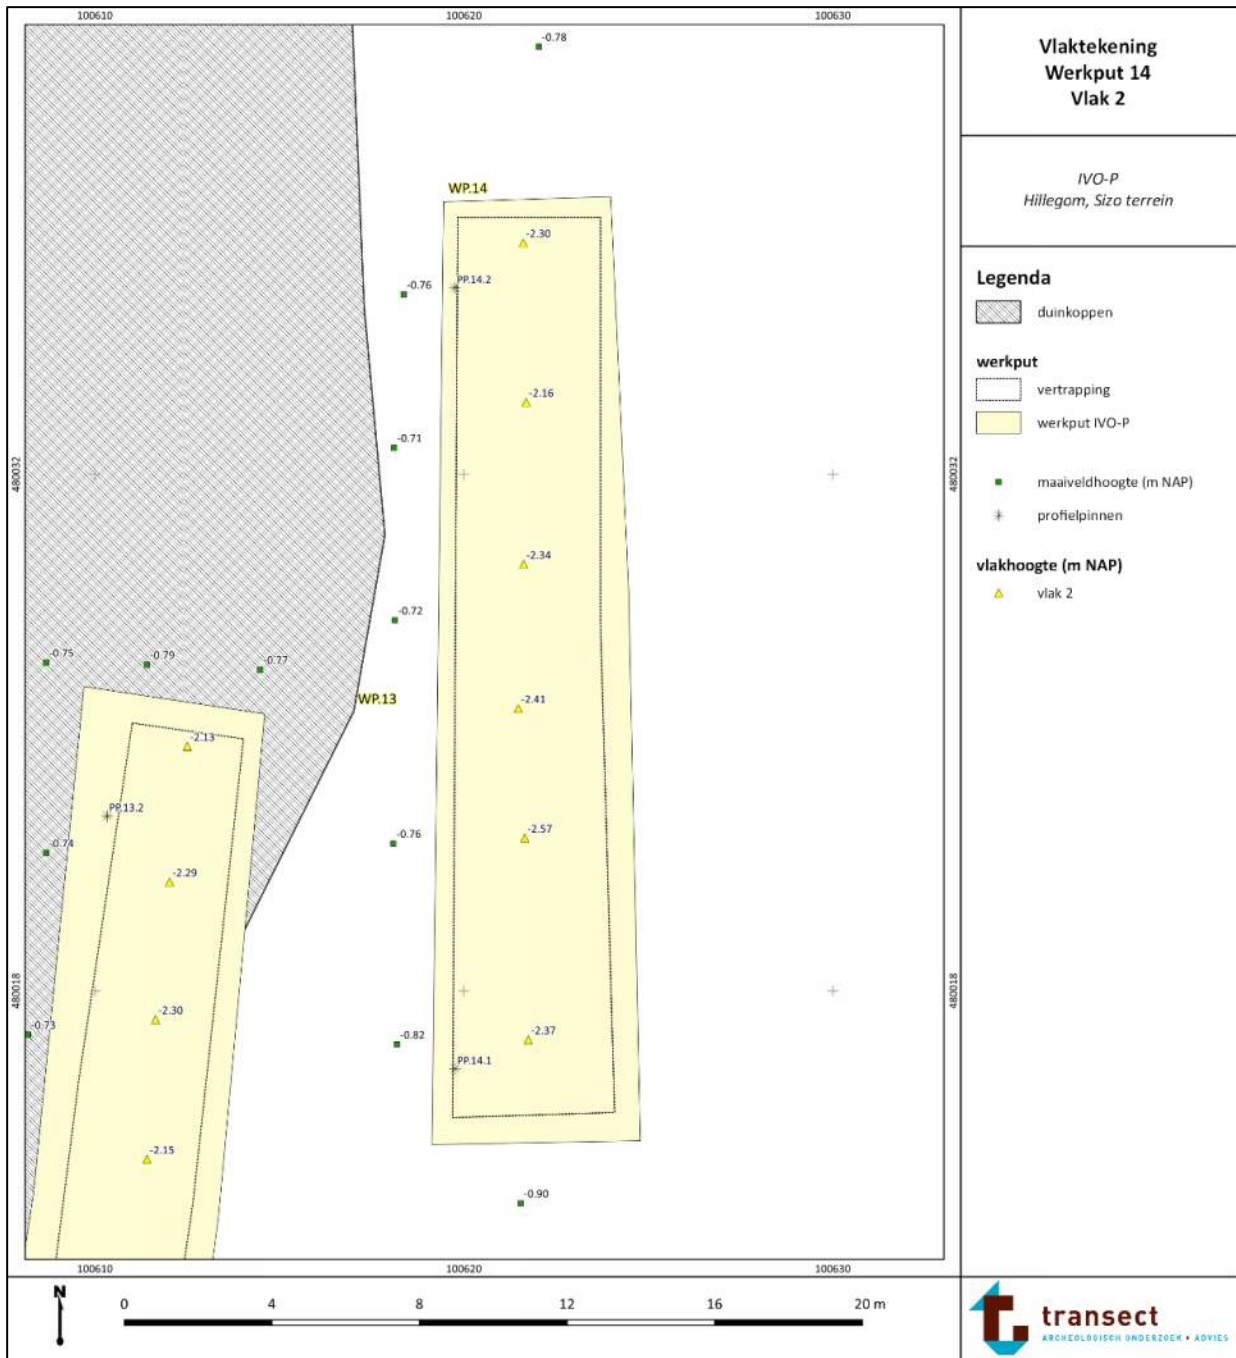 100610 100620 100630
-0.78
WP.14
-2.30
PP.14.2
-0.76
-2.16
-0.71
480032 480032
-2.34
-0.72
-0.75 -0.79 -0.77
WP.13
-2.41
-2.13
PP.13.2
-2.57
-0.76
-0.74
-2.29
480018 480018
-2.30
-0.73
-0.82
-2.37
PP.14.1
-2.15
-0.90
100610 100620 100630
N
0 4 8 12 16 20 m
Vlaktekening
Werkput 14
Vlak 2
IVO-P
Hillegom, Sizo terrein
Legenda
duinkoppen
werkput
vertrapping
werkput IVO-P
maaiveldhoogte (m NAP)
profielpinnen
vlakhoogte (m NAP)
vlak 2
transect
ARCHEOLOGISCH ONDERZOEK • ADVIES